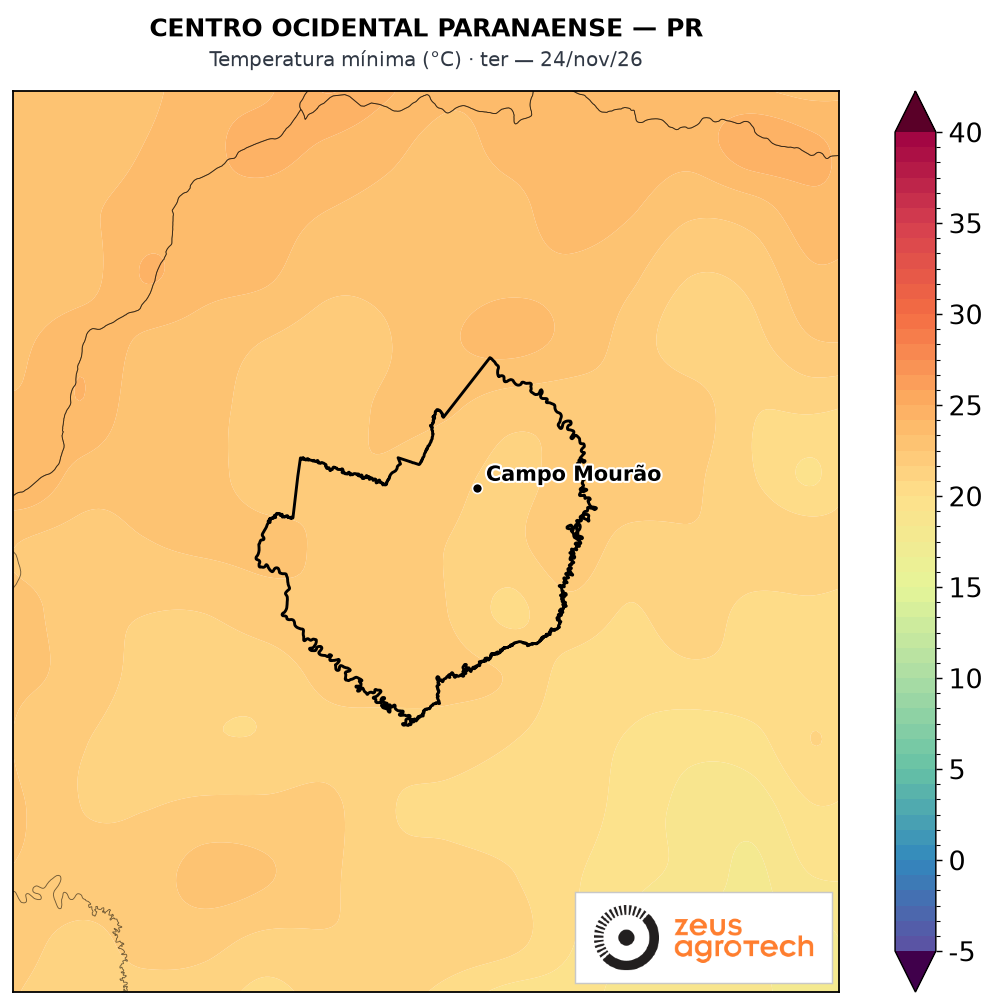 CENTRO OCIDENTAL PARANAENSE — PR
Temperatura mínima (°C) · ter — 24/nov/26
40
35
30
25
20
15
10
5
0
-5
Campo Mourão
zeus
agrotech